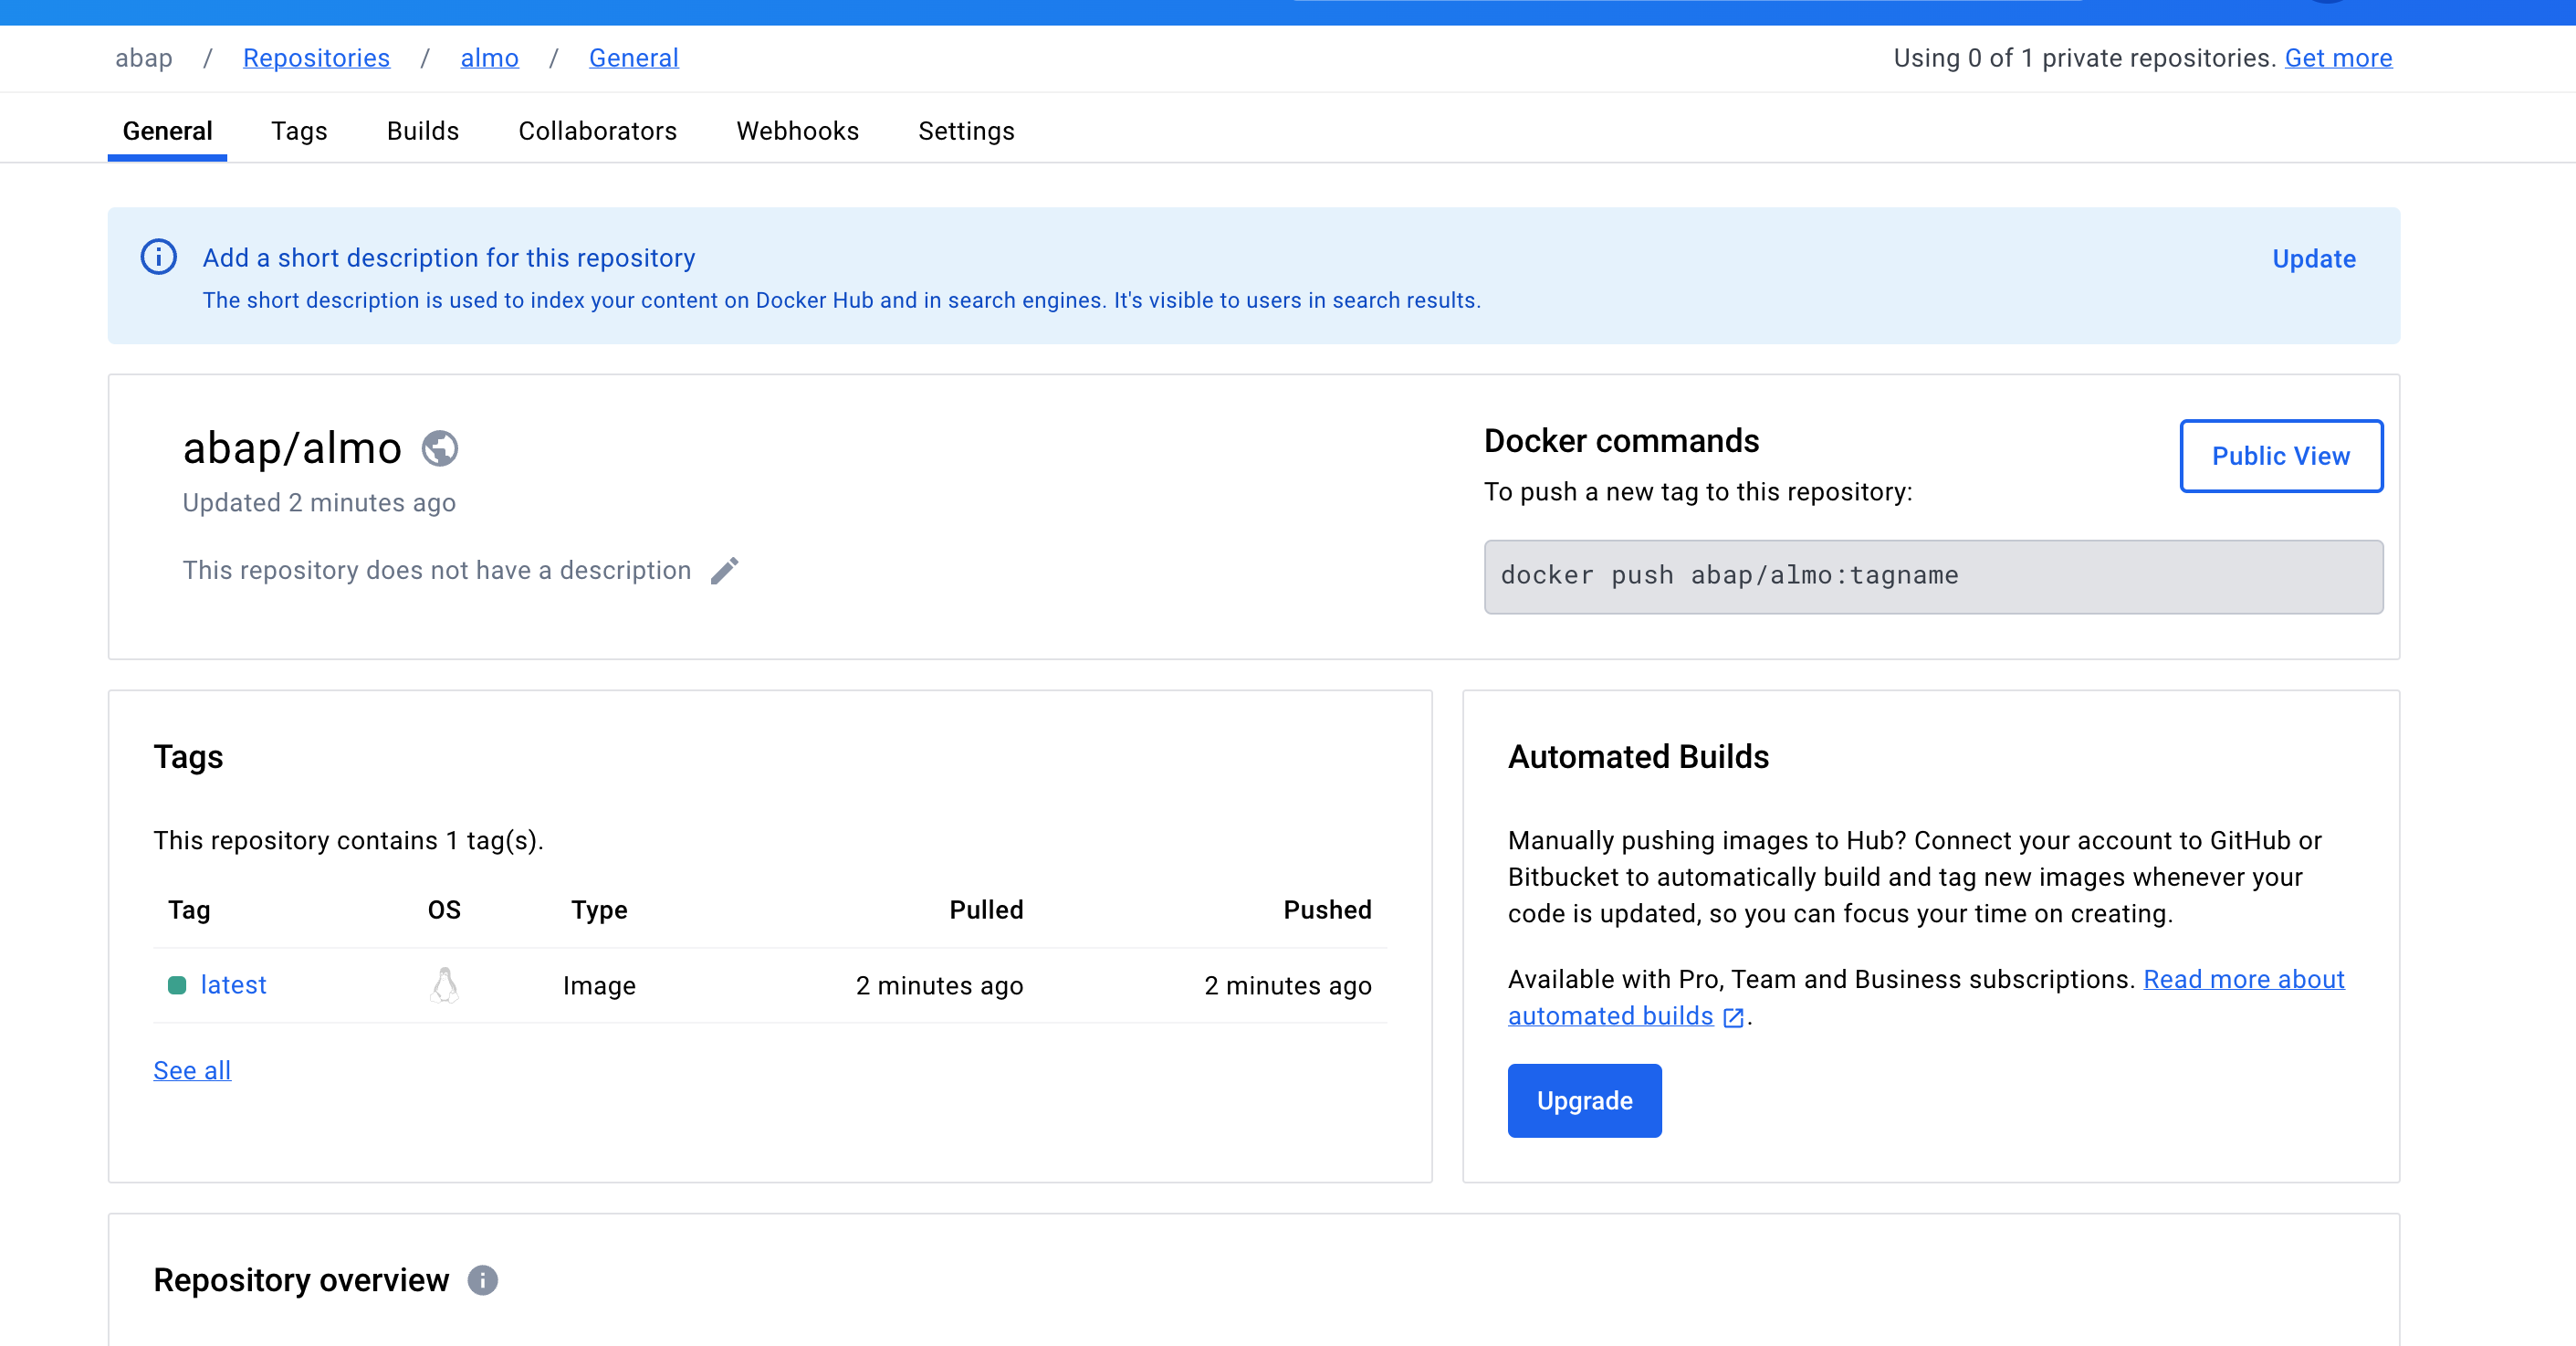 abap / Repositories / almo / General
Using 0 of 1 private repositories. Get more
General Tags Builds Collaborators Webhooks Settings
Add a short description for this repository
Update
The short description is used to index your content on Docker Hub and in search engines. It's visible to users in search results.
abap/almo
Updated 2 minutes ago
This repository does not have a description
Docker commands
Public View
To push a new tag to this repository:
docker push abap/almo:tagname
Tags
This repository contains 1 tag(s).
Tag OS Type Pulled Pushed
latest Image 2 minutes ago 2 minutes ago
See all
Automated Builds
Manually pushing images to Hub? Connect your account to GitHub or
Bitbucket to automatically build and tag new images whenever your
code is updated, so you can focus your time on creating.
Available with Pro, Team and Business subscriptions. Read more about
automated builds .
Upgrade
Repository overview